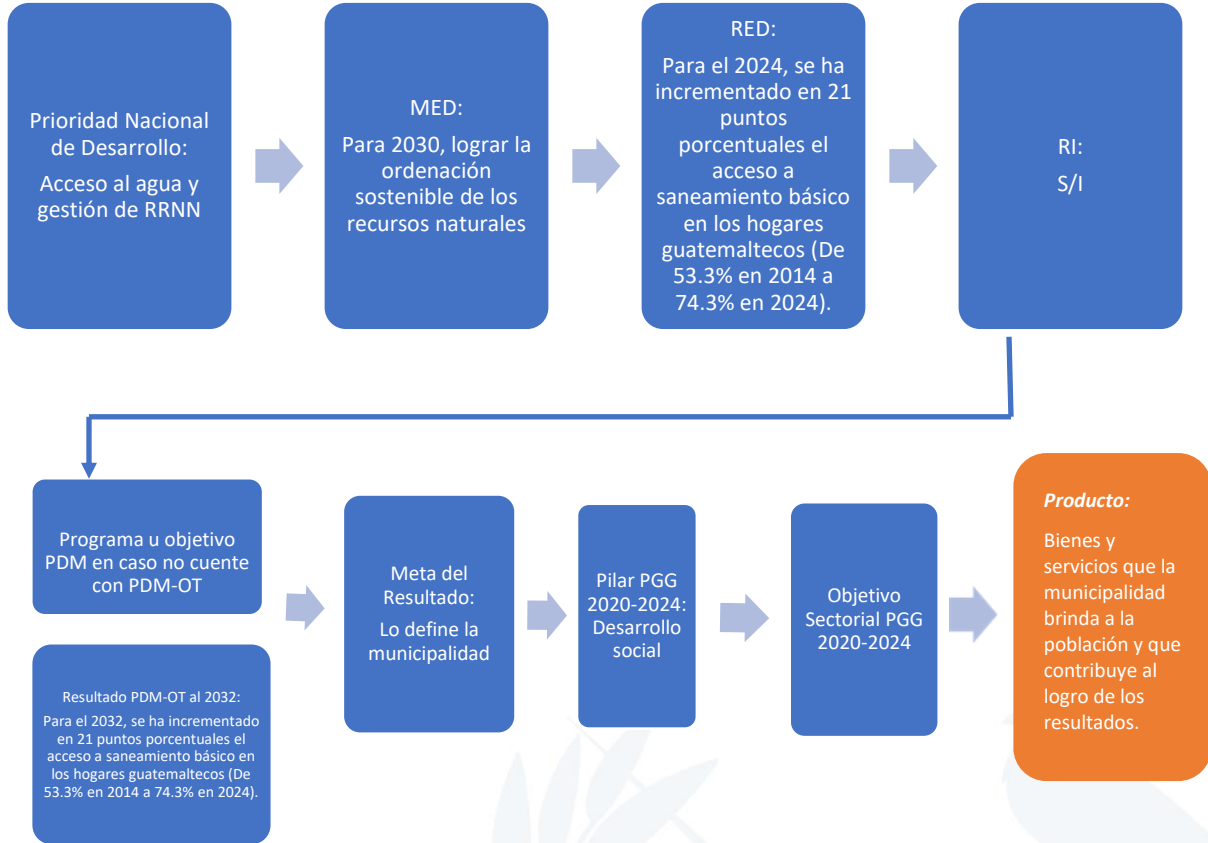 Prioridad Nacional
de Desarrollo:
Acceso al agua y
gestión de RRNN
MED:
Para 2030, lograr la
ordenación
sostenible de los
recursos naturales
RED:
Para el 2024, se ha
incrementado en 21
puntos
porcentuales el
acceso a
saneamiento básico
en los hogares
guatemaltecos (De
53.3% en 2014 a
74.3% en 2024).
RI:
S/I
Programa u objetivo
PDM en caso no cuente
con PDM-OT
Resultado PDM-OT al 2032:
Para el 2032, se ha incrementado
en 21 puntos porcentuales el
acceso a saneamiento básico en
los hogares guatemaltecos (De
53.3% en 2014 a 74.3% en 2024).
Meta del
Resultado:
Lo define la
municipalidad
Pilar PGG
2020-2024:
Desarrollo
social
Objetivo
Sectorial PGG
2020-2024
Producto:
Bienes y
servicios que la
municipalidad
brinda a la
población y que
contribuye al
logro de los
resultados.